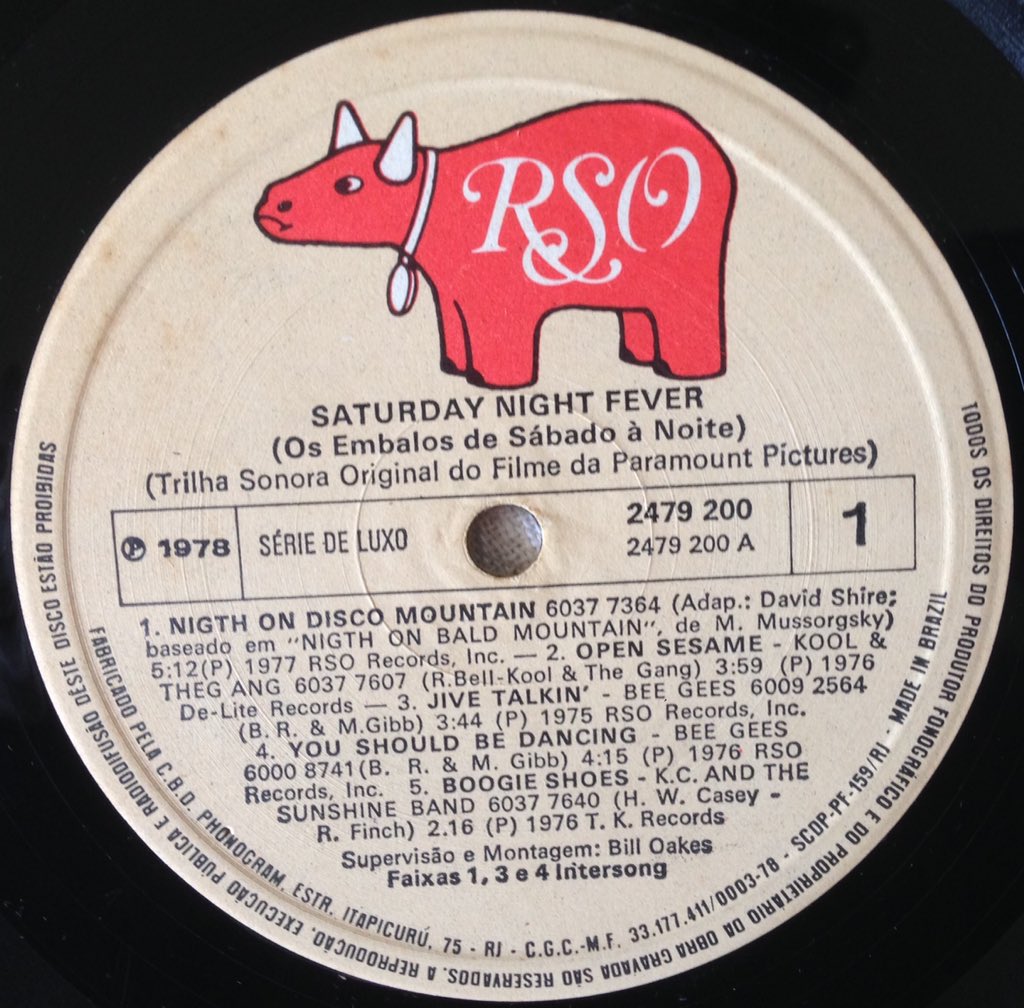 RSO
SATURDAY NIGHT FEVER
(Os Embalos de Sábado à Noite)
(Trilha Sonora Original do Filme da Paramount Pictures)
Ⓟ 1978
SÉRIE DE LUXO
2479 200
2479 200 A
1
1. NIGTH ON DISCO MOUNTAIN 6037 7364 (Adap.: David Shire;
baseado em "NIGTH ON BALD MOUNTAIN", de M. Mussorgsky)
5:12(P) 1977 RSO Records, Inc. — 2. OPEN SESAME - KOOL &
THEG ANG 6037 7607 (R.Bell-Kool & The Gang) 3:59 (P) 1976
De-Lite Records — 3. JIVE TALKIN' - BEE GEES 6009 2564
(B. R. & M.Gibb) 3:44 (P) 1975 RSO Records, Inc.
4. YOU SHOULD BE DANCING - BEE GEES
6000 8741(B. R. & M. Gibb) 4:15 (P) 1976 RSO
Records, Inc. 5. BOOGIE SHOES - K.C. AND THE
SUNSHINE BAND 6037 7640 (H. W. Casey -
R. Finch) 2.16 (P) 1976 T. K. Records
Supervisão e Montagem: Bill Oakes
Faixas 1, 3 e 4 Intersong
FABRICADO PELA C.B.D. PHONOGRAM, ESTR. ITAPICURÚ, 75 - RJ - C.G.C.-M.F. 33.177.411/0003-78 - SCDP-PF-159/RJ - MADE IN BRAZIL
TODOS OS DIREITOS DO PRODUTOR FONOGRÁFICO E DO PROPRIETÁRIO DA OBRA GRAVADA SÃO RESERVADOS. A REPRODUÇÃO, EXECUÇÃO PÚBLICA E RADIODIFUSÃO DESTE DISCO ESTÃO PROIBIDAS